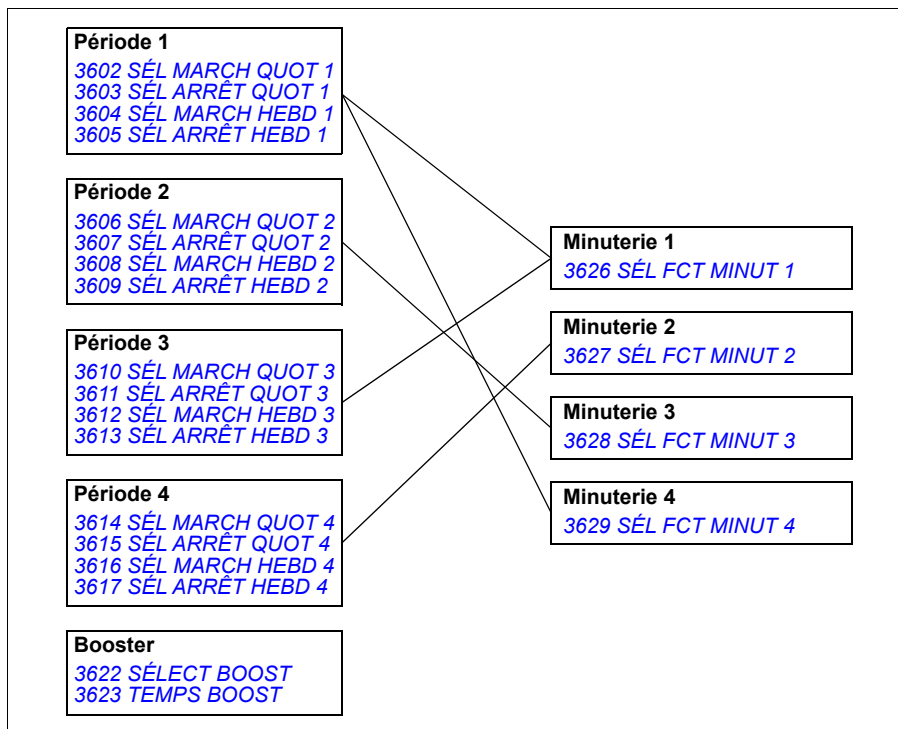 Période 1
3602 SÉL MARCH QUOT 1
3603 SÉL ARRÊT QUOT 1
3604 SÉL MARCH HEBD 1
3605 SÉL ARRÊT HEBD 1
Période 2
3606 SÉL MARCH QUOT 2
3607 SÉL ARRÊT QUOT 2
3608 SÉL MARCH HEBD 2
3609 SÉL ARRÊT HEBD 2
Période 3
3610 SÉL MARCH QUOT 3
3611 SÉL ARRÊT QUOT 3
3612 SÉL MARCH HEBD 3
3613 SÉL ARRÊT HEBD 3
Période 4
3614 SÉL MARCH QUOT 4
3615 SÉL ARRÊT QUOT 4
3616 SÉL MARCH HEBD 4
3617 SÉL ARRÊT HEBD 4
Booster
3622 SÉLECT BOOST
3623 TEMPS BOOST
Minuterie 1
3626 SÉL FCT MINUT 1
Minuterie 2
3627 SÉL FCT MINUT 2
Minuterie 3
3628 SÉL FCT MINUT 3
Minuterie 4
3629 SÉL FCT MINUT 4